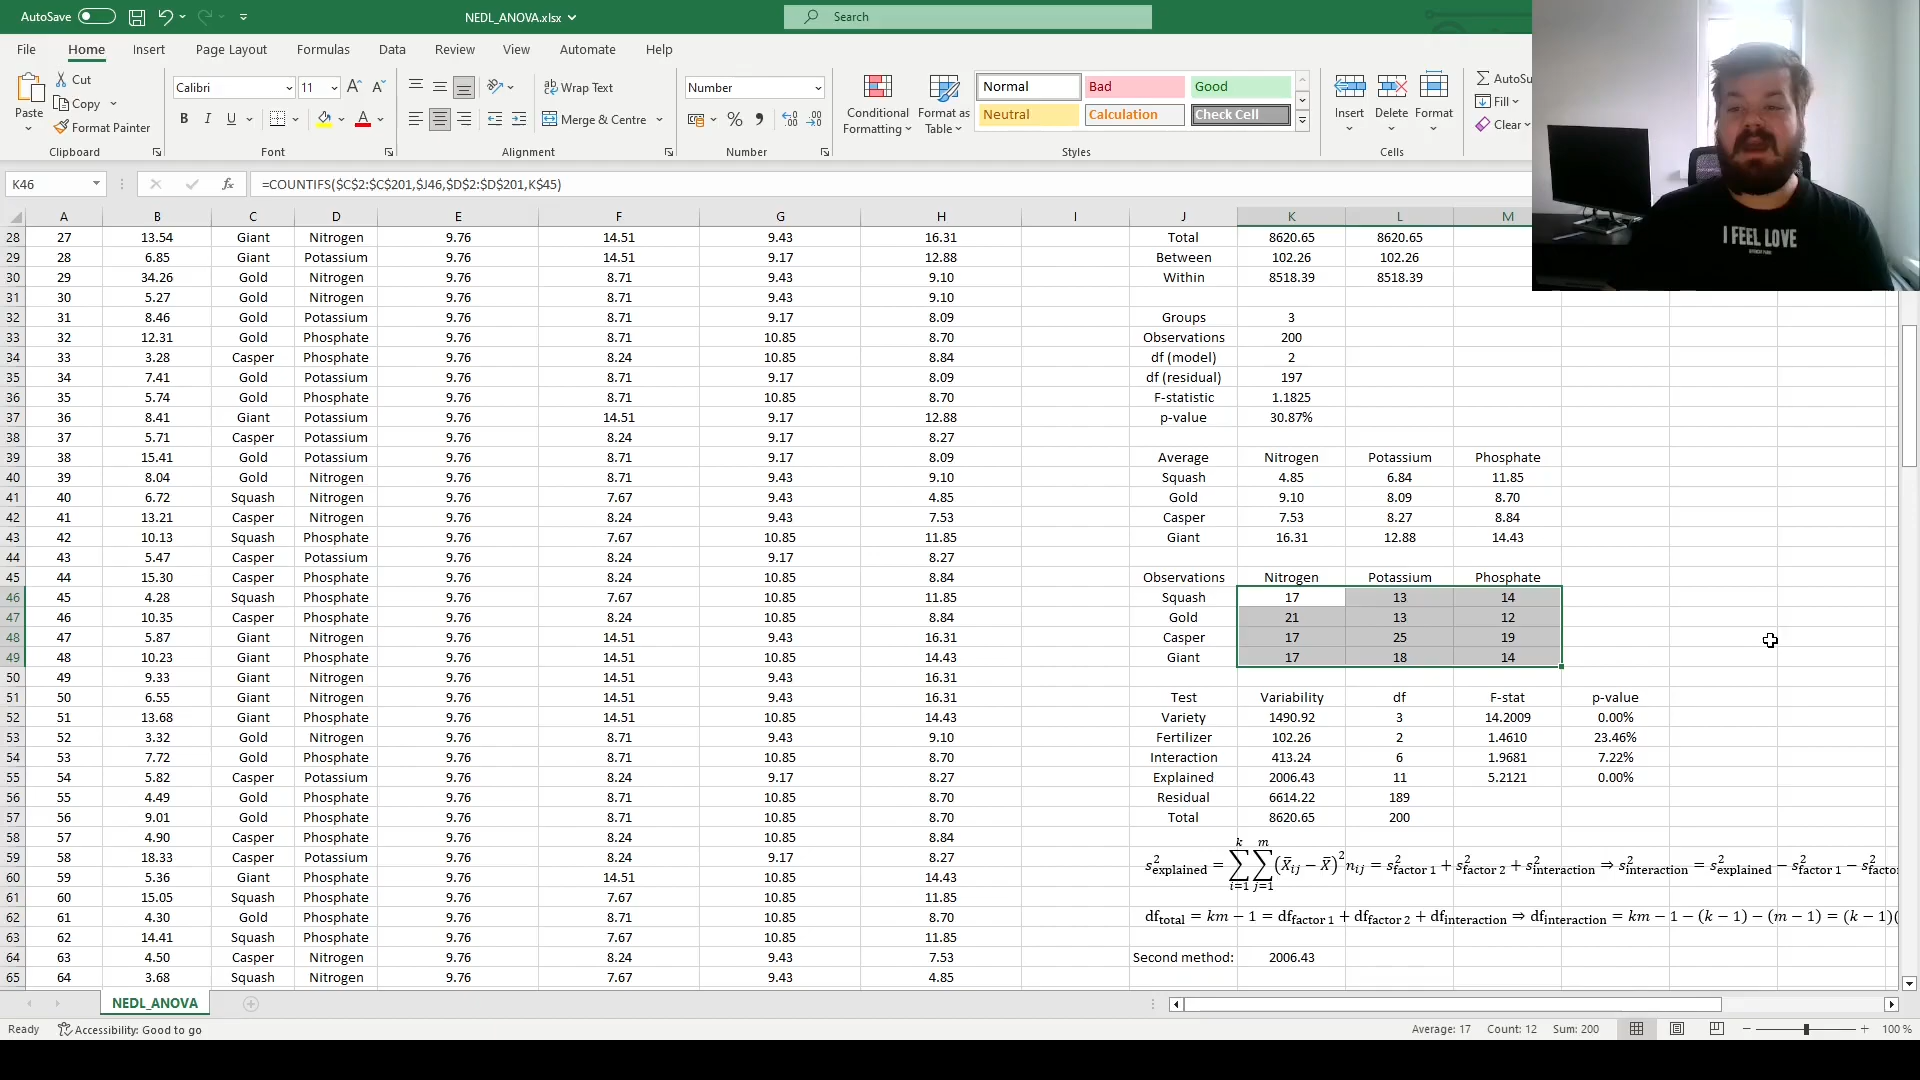 AutoSave
NEDL_ANOVA.xlsx
Search
File Home Insert Page Layout Formulas Data Review View Automate Help
Paste
Cut
Copy
Format Painter
Clipboard
Calibri 11
B I U
Font
Wrap Text
Merge & Centre
Alignment
Number
Number
Conditional Formatting
Format as Table
Normal Bad Good
Neutral Calculation Check Cell
Styles
Insert Delete Format
Cells
AutoSu
Fill
Clear
I FEEL LOVE
K46 fx =COUNTIFS($C$2:$C$201,$J46,$D$2:$D$201,K$45)
A B C D E F G H I J K L M
28 27 13.54 Giant Nitrogen 9.76 14.51 9.43 16.31 Total 8620.65 8620.65
29 28 6.85 Giant Potassium 9.76 14.51 9.17 12.88 Between 102.26 102.26
30 29 34.26 Gold Nitrogen 9.76 8.71 9.43 9.10 Within 8518.39 8518.39
31 30 5.27 Gold Nitrogen 9.76 8.71 9.43 9.10
32 31 8.46 Gold Potassium 9.76 8.71 9.17 8.09 Groups 3
33 32 12.31 Gold Phosphate 9.76 8.71 10.85 8.70 Observations 200
34 33 3.28 Casper Phosphate 9.76 8.24 10.85 8.84 df (model) 2
35 34 7.41 Gold Potassium 9.76 8.71 9.17 8.09 df (residual) 197
36 35 5.74 Gold Phosphate 9.76 8.71 10.85 8.70 F-statistic 1.1825
37 36 8.41 Giant Potassium 9.76 14.51 9.17 12.88 p-value 30.87%
38 37 5.71 Casper Potassium 9.76 8.24 9.17 8.27
39 38 15.41 Gold Potassium 9.76 8.71 9.17 8.09 Average Nitrogen Potassium Phosphate
40 39 8.04 Gold Nitrogen 9.76 8.71 9.43 9.10 Squash 4.85 6.84 11.85
41 40 6.72 Squash Nitrogen 9.76 7.67 9.43 4.85 Gold 9.10 8.09 8.70
42 41 13.21 Casper Nitrogen 9.76 8.24 9.43 7.53 Casper 7.53 8.27 8.84
43 42 10.13 Squash Phosphate 9.76 7.67 10.85 11.85 Giant 16.31 12.88 14.43
44 43 5.47 Casper Potassium 9.76 8.24 9.17 8.27
45 44 15.30 Casper Phosphate 9.76 8.24 10.85 8.84 Observations Nitrogen Potassium Phosphate
46 45 4.28 Squash Phosphate 9.76 7.67 10.85 11.85 Squash 17 13 14
47 46 10.35 Casper Phosphate 9.76 8.24 10.85 8.84 Gold 21 13 12
48 47 5.87 Giant Nitrogen 9.76 14.51 9.43 16.31 Casper 17 25 19
49 48 10.23 Giant Phosphate 9.76 14.51 10.85 14.43 Giant 17 18 14
50 49 9.33 Giant Nitrogen 9.76 14.51 9.43 16.31
51 50 6.55 Giant Nitrogen 9.76 14.51 9.43 16.31 Test Variability df F-stat p-value
52 51 13.68 Giant Phosphate 9.76 14.51 10.85 14.43 Variety 1490.92 3 14.2009 0.00%
53 52 3.32 Gold Nitrogen 9.76 8.71 9.43 9.10 Fertilizer 102.26 2 1.4610 23.46%
54 53 7.72 Gold Phosphate 9.76 8.71 10.85 8.70 Interaction 413.24 6 1.9681 7.22%
55 54 5.82 Casper Potassium 9.76 8.24 9.17 8.27 Explained 2006.43 11 5.2121 0.00%
56 55 4.49 Gold Phosphate 9.76 8.71 10.85 8.70 Residual 6614.22 189
57 56 9.01 Gold Phosphate 9.76 8.71 10.85 8.70 Total 8620.65 200
58 57 4.90 Casper Phosphate 9.76 8.24 10.85 8.84
59 58 18.33 Casper Potassium 9.76 8.24 9.17 8.27
60 59 5.36 Giant Phosphate 9.76 14.51 10.85 14.43
61 60 15.05 Squash Phosphate 9.76 7.67 10.85 11.85
62 61 4.30 Gold Phosphate 9.76 8.71 10.85 8.70
63 62 14.41 Squash Phosphate 9.76 7.67 10.85 11.85
64 63 4.50 Casper Nitrogen 9.76 8.24 9.43 7.53 Second method: 2006.43
65 64 3.68 Squash Nitrogen 9.76 7.67 9.43 4.85
s²explained = ∑ᵏᵢ₌₁ ∑ᵐⱼ₌₁ (X̄ij − X̄)² nij = s²factor 1 + s²factor 2 + s²interaction ⇒ s²interaction = s²explained − s²factor 1 − s²facto
dftotal = km − 1 = dffactor 1 + dffactor 2 + dfinteraction ⇒ dfinteraction = km − 1 − (k − 1) − (m − 1) = (k − 1)(
NEDL_ANOVA
Ready Accessibility: Good to go Average: 17 Count: 12 Sum: 200 100 %